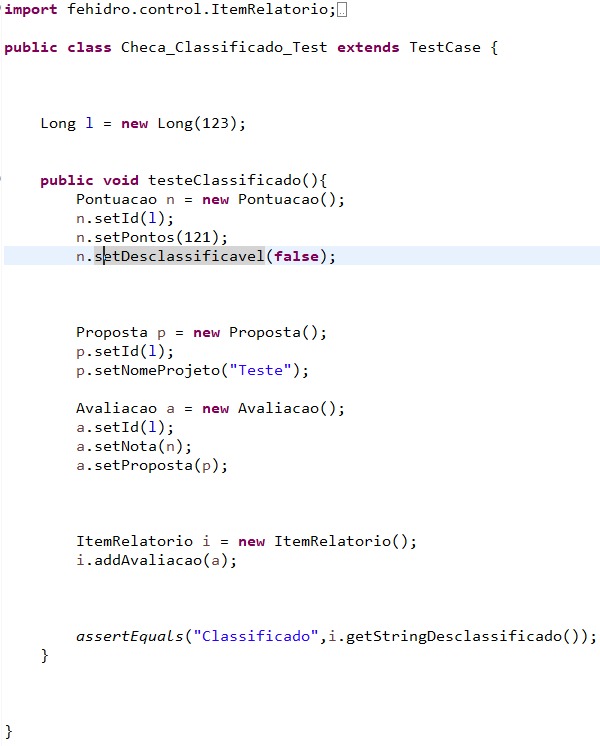 import fehidro.control.ItemRelatorio;
public class Checa_Classificado_Test extends TestCase {
Long l = new Long(123);
public void testeClassificado(){
Pontuacao n = new Pontuacao();
n.setId(l);
n.setPontos(121);
n.setDesclassificavel(false);
Proposta p = new Proposta();
p.setId(l);
p.setNomeProjeto("Teste");
Avaliacao a = new Avaliacao();
a.setId(l);
a.setNota(n);
a.setProposta(p);
ItemRelatorio i = new ItemRelatorio();
i.addAvaliacao(a);
assertEquals("Classificado",i.getStringDesclassificado());
}
}